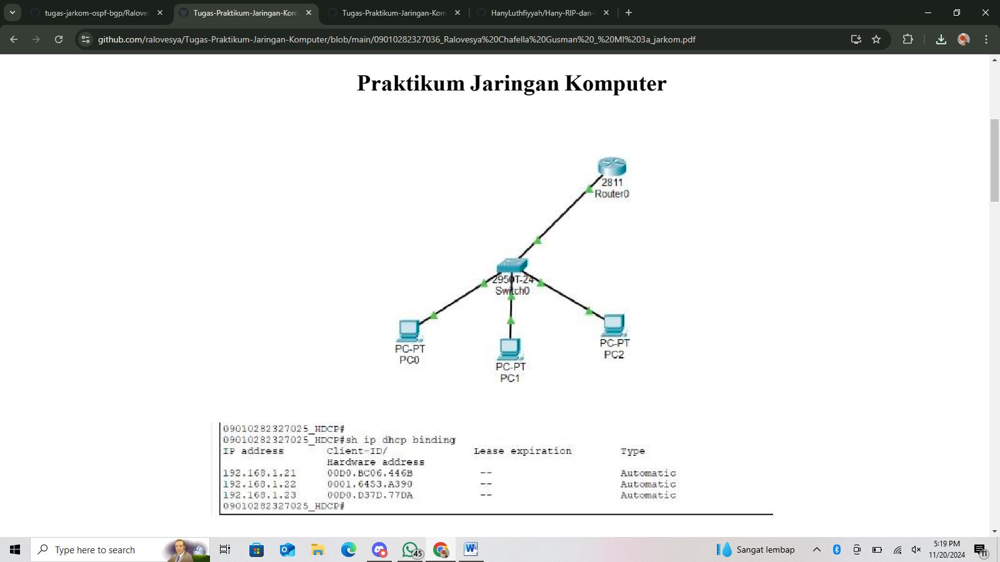 tugas-jarkom-ospf-bgp/Ralove
Tugas-Praktikum-Jaringan-Kom
Tugas-Praktikum-Jaringan-Kom
HanyLuthfiyyah/Hany-RIP-dan-
github.com/ralovesya/Tugas-Praktikum-Jaringan-Komputer/blob/main/09010282327036_Ralovesya%20Chafella%20Gusman%20_%20MI%203a_jarkom.pdf
Praktikum Jaringan Komputer
2811
Router0
2950T-24
Switch0
PC-PT
PC0
PC-PT
PC1
PC-PT
PC2
09010282327025_HDCP#
09010282327025_HDCP#sh ip dhcp binding
IP address Client-ID/ Lease expiration Type
Hardware address
192.168.1.21 00D0.BC06.446B -- Automatic
192.168.1.22 0001.6453.A390 -- Automatic
192.168.1.23 00D0.D37D.77DA -- Automatic
09010282327025_HDCP#
Type here to search
45
Sangat lembap
5:19 PM
11/20/2024
11